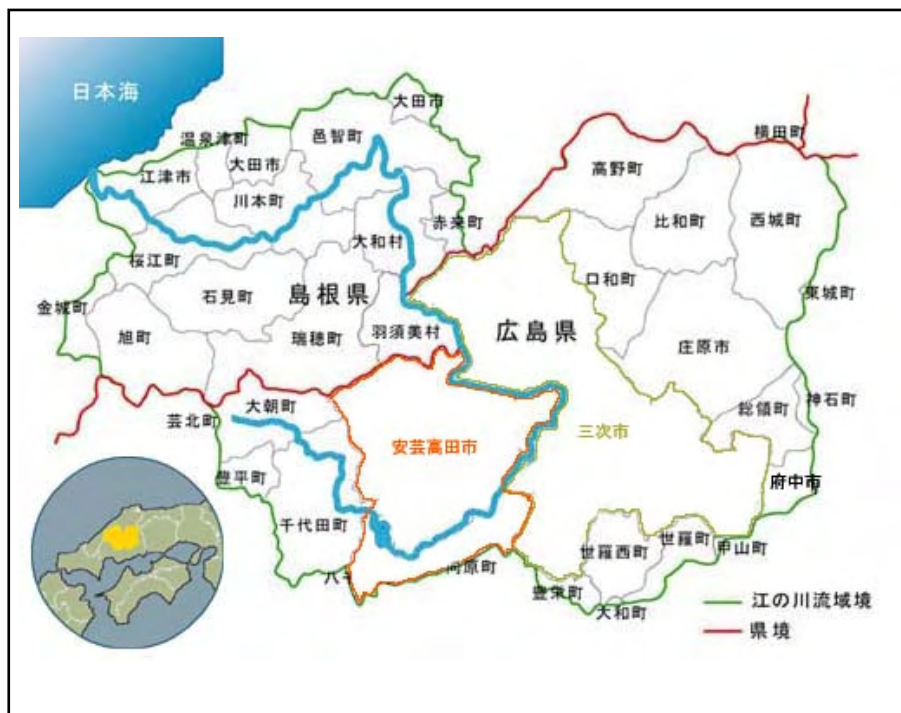 日本海
大田市
温泉津町
邑智町
横田町
江津市
大田市
高野町
川本町
比和町
西城町
赤来町
大和村
桜江町
口和町
金城町
石見町
島根県
東城町
旭町
瑞穂町
羽須美村
広島県
庄原市
大朝町
芸北町
総領町
神石町
安芸高田市
三次市
豊平町
府中市
千代田町
世羅西町
世羅町
甲山町
豊栄町
大和町
江の川流域境
県境